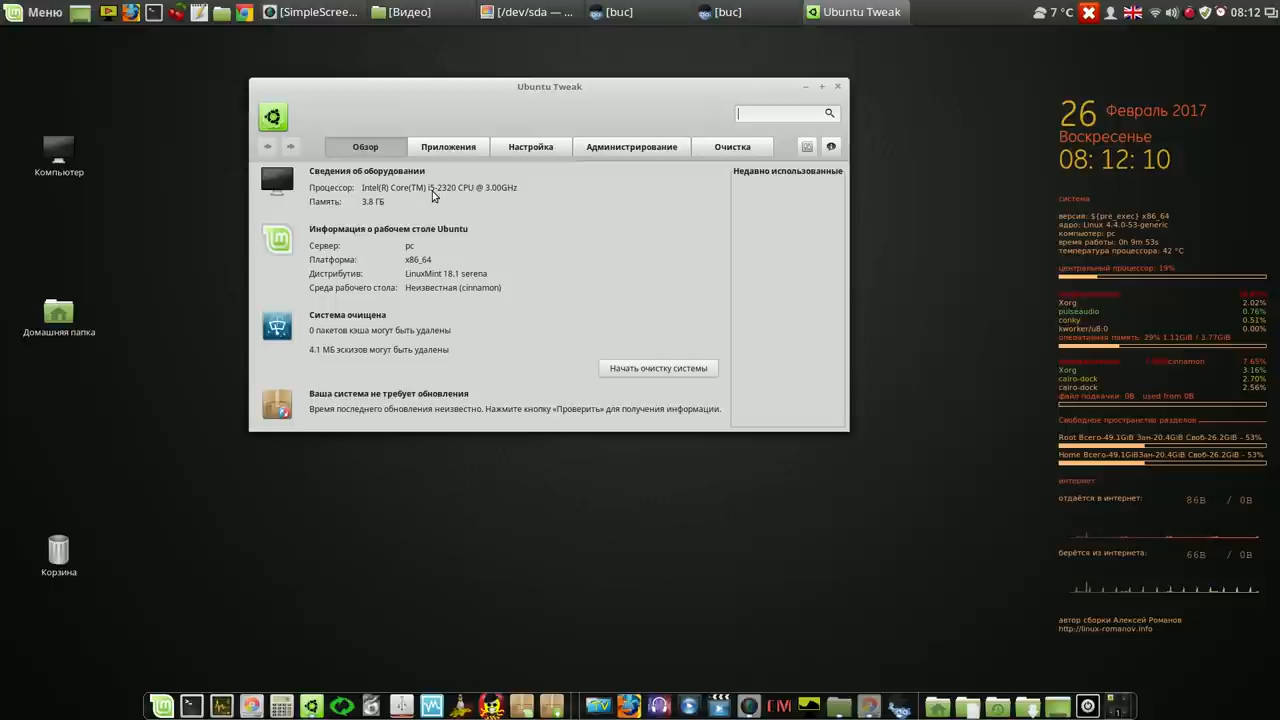 Меню
[SimpleScree...
[Видео]
[/dev/sda — ...
[buc]
[buc]
Ubuntu Tweak
7 °C
08:12
Компьютер
Домашняя папка
Корзина
Ubuntu Tweak
Обзор
Приложения
Настройка
Администрирование
Очистка
Сведения об оборудовании
Процессор: Intel(R) Core(TM) i5-2320 CPU @ 3.00GHz
Память: 3.8 ГБ
Информация о рабочем столе Ubuntu
Сервер: pc
Платформа: x86_64
Дистрибутив: LinuxMint 18.1 serena
Среда рабочего стола: Неизвестная (cinnamon)
Система очищена
0 пакетов кэша могут быть удалены
4.1 МБ эскизов могут быть удалены
Начать очистку системы
Ваша система не требует обновления
Время последнего обновления неизвестно. Нажмите кнопку «Проверить» для получения информации.
Недавно использованные
26 Февраль 2017
Воскресенье
08: 12: 10
система
версия: ${pre_exec} x86_64
ядро: Linux 4.4.0-53-generic
компьютер: pc
время работы: 0h 9m 53s
температура процессора: 42 °C
центральный процессор: 19%
Xorg 2.02%
pulseaudio 0.76%
conky 0.51%
kworker/u8:0 0.00%
оперативная память: 29% 1.11GiB / 3.77GiB
cinnamon 7.65%
Xorg 3.16%
cairo-dock 2.70%
cairo-dock 2.56%
файл подкачки: 0B used from 0B
Свободное пространство разделов
Root Всего-49.1GiB Зан-20.4GiB Своб-26.2GiB - 53%
Home Всего-49.1GiBЗан-20.4GiB Своб-26.2GiB - 53%
интернет
отдаётся в интернет: 86B / 0B
берётся из интернета: 66B / 0B
автор сборки Алексей Романов
http://linux-romanov.info
TV
CM
1